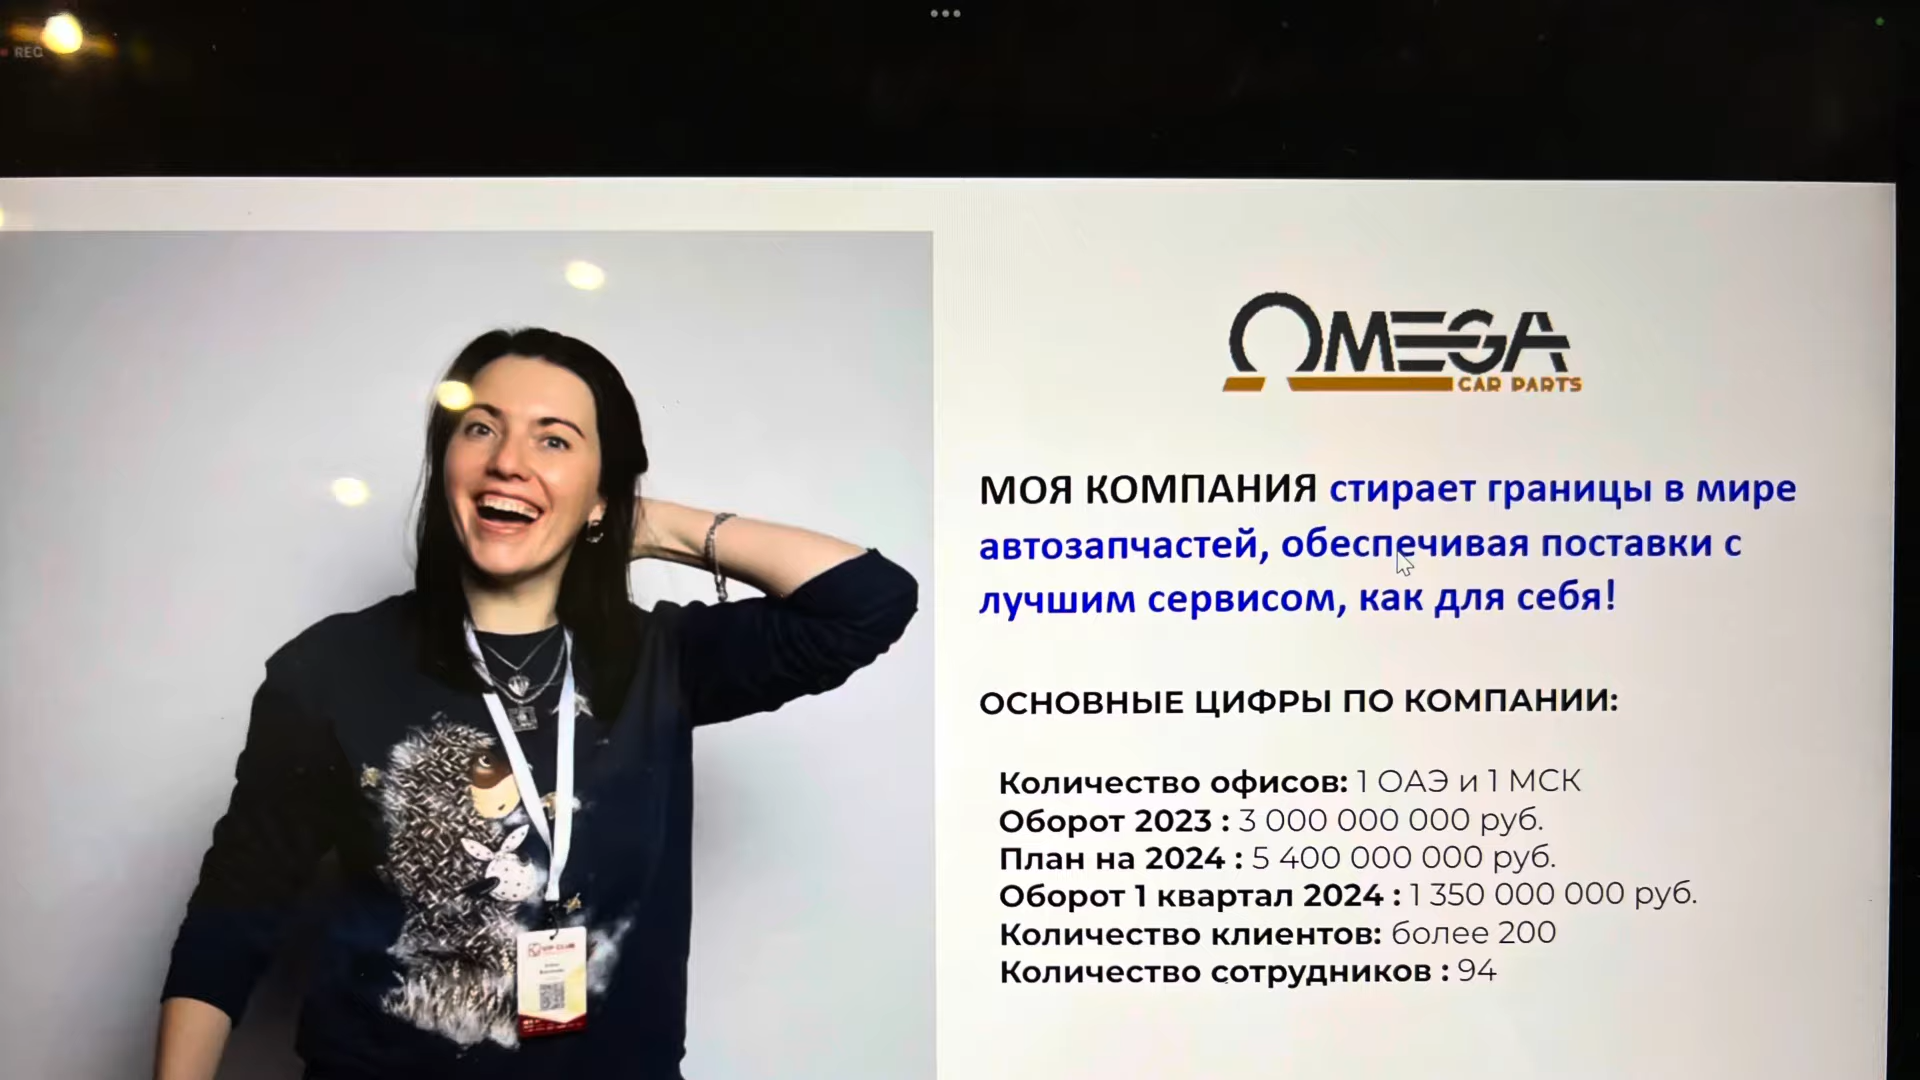 REC
OMEGA
CAR PARTS
МОЯ КОМПАНИЯ стирает границы в мире
автозапчастей, обеспечивая поставки с
лучшим сервисом, как для себя!
ОСНОВНЫЕ ЦИФРЫ ПО КОМПАНИИ:
Количество офисов: 1 ОАЭ и 1 МСК
Оборот 2023 : 3 000 000 000 руб.
План на 2024 : 5 400 000 000 руб.
Оборот 1 квартал 2024 : 1 350 000 000 руб.
Количество клиентов: более 200
Количество сотрудников : 94
VIP CLUB